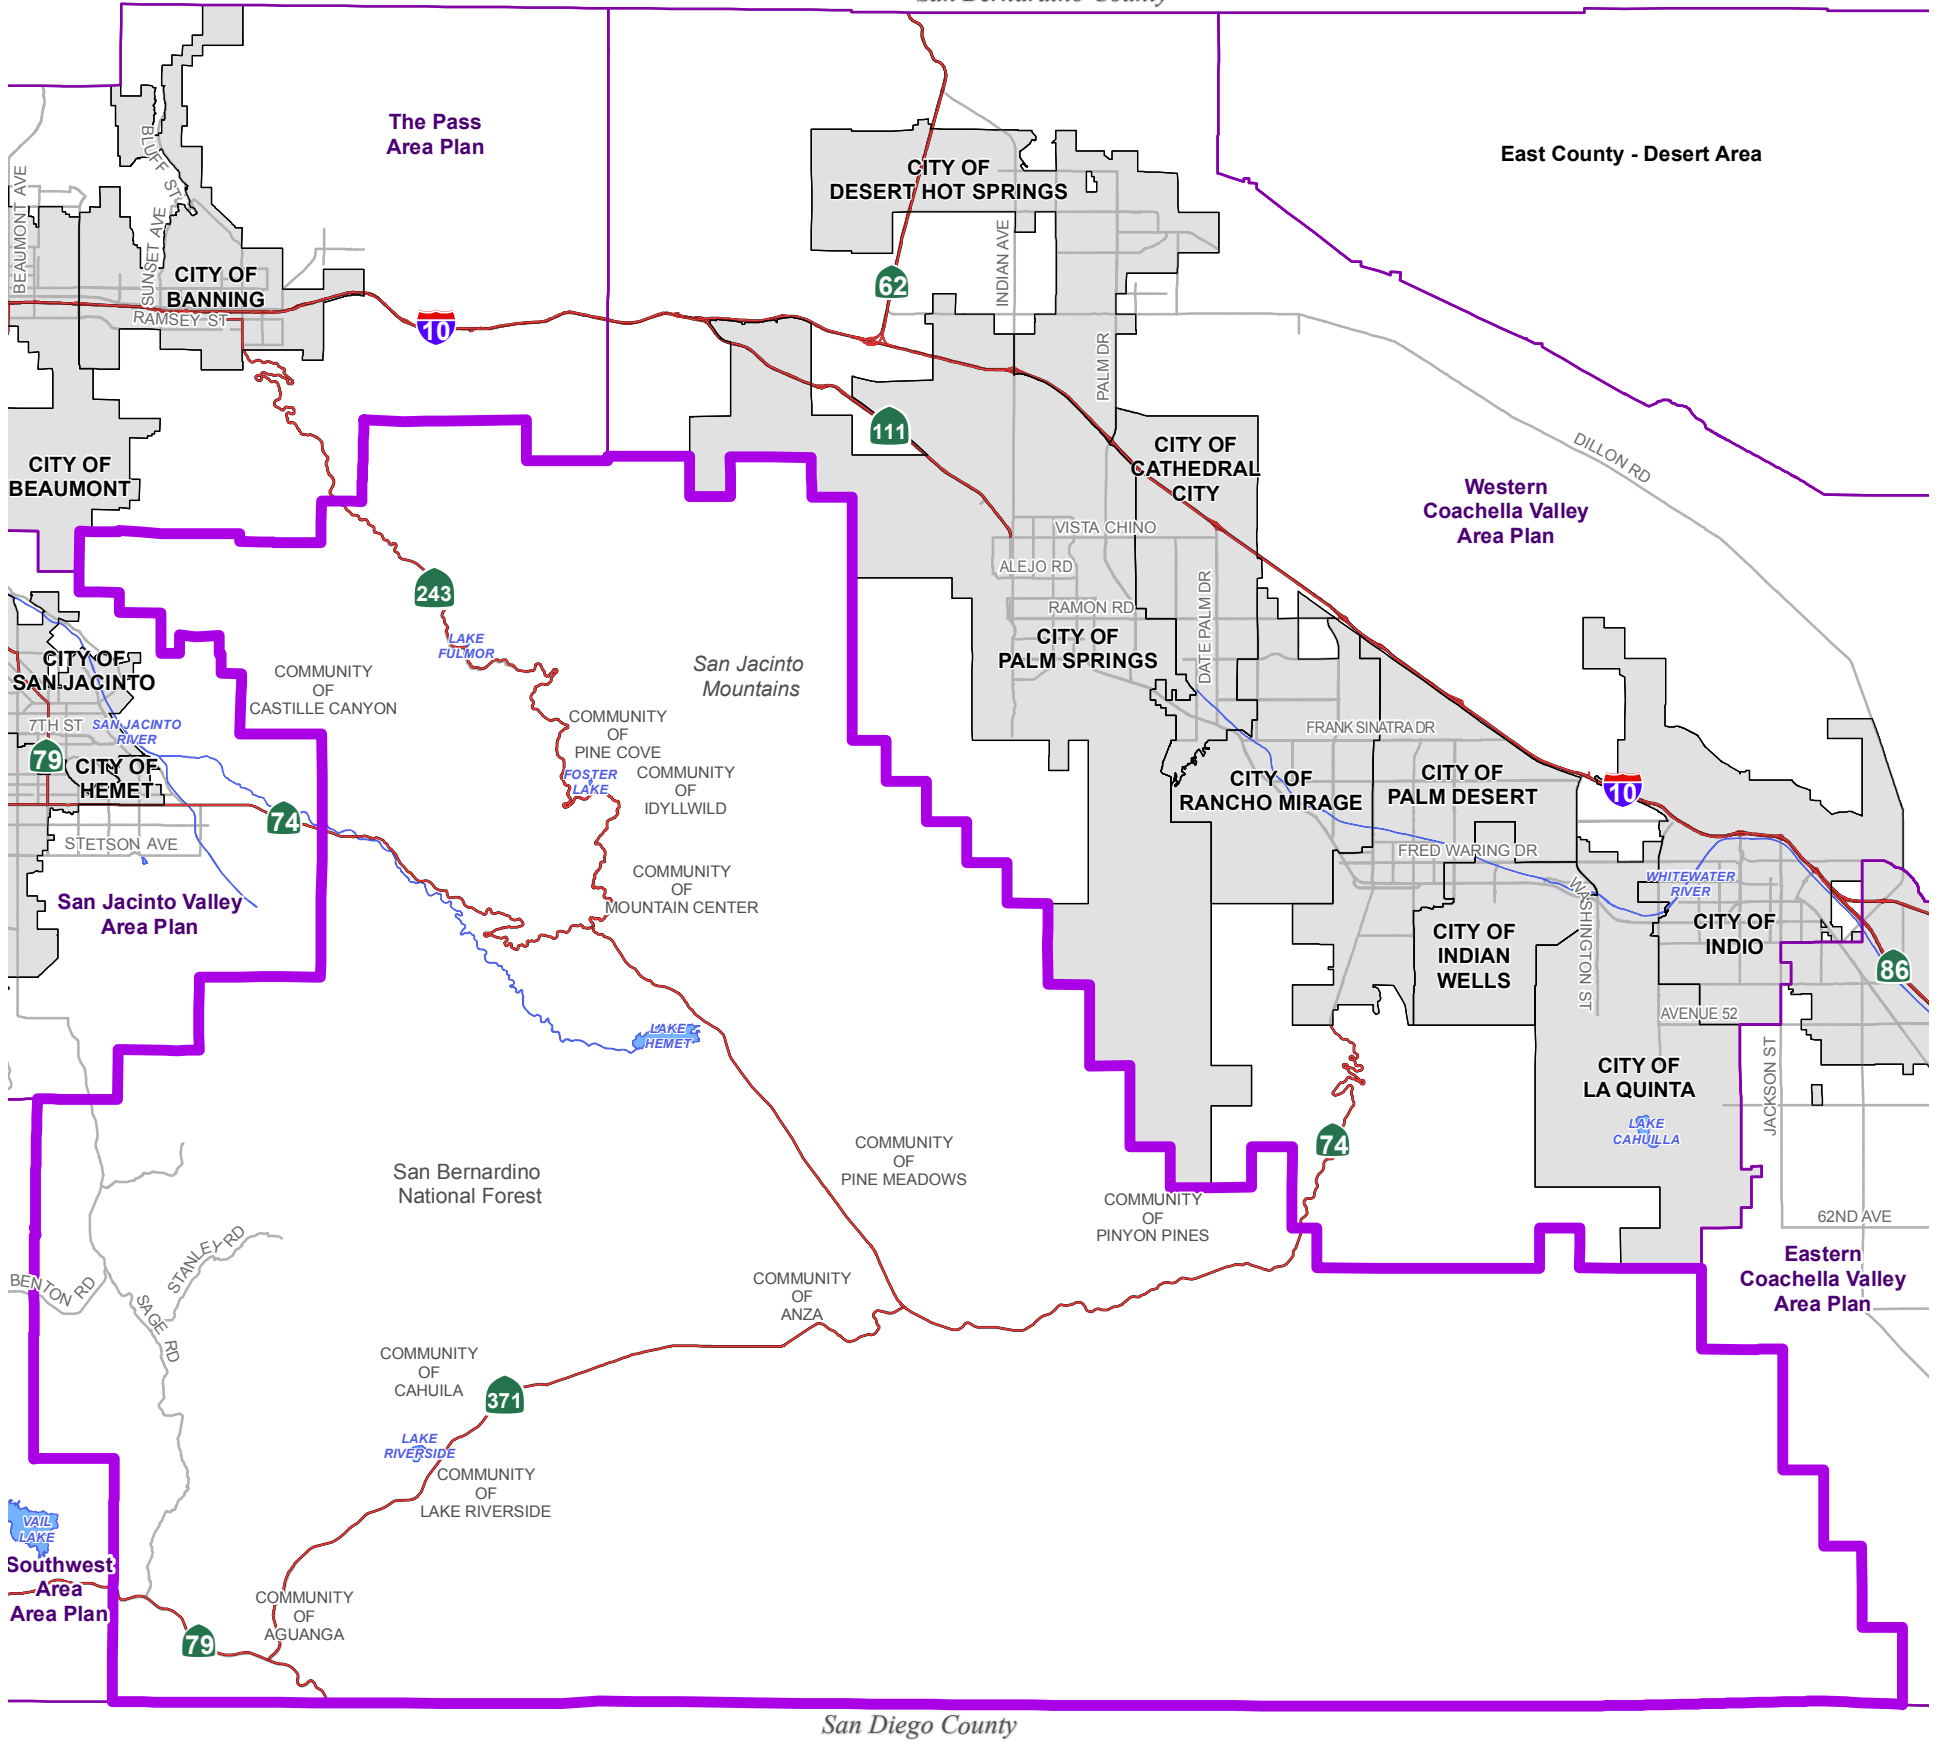 San Bernardino County
The Pass
Area Plan
East County - Desert Area
BLUFF ST
BEAUMONT AVE
SUNSET AVE
CITY OF
DESERT HOT SPRINGS
INDIAN AVE
CITY OF
BANNING
RAMSEY ST
10
62
PALM DR
111
CITY OF
BEAUMONT
CITY OF
CATHEDRAL
CITY
DILLON RD
Western
Coachella Valley
Area Plan
VISTA CHINO
ALEJO RD
243
RAMON RD
DATE PALM DR
LAKE
FULMOR
CITY OF
PALM SPRINGS
San Jacinto
Mountains
CITY OF
SAN JACINTO
COMMUNITY
OF
CASTILLE CANYON
7TH ST
SAN JACINTO
RIVER
79
CITY OF
HEMET
COMMUNITY
OF
PINE COVE
FOSTER
LAKE
COMMUNITY
OF
IDYLLWILD
FRANK SINATRA DR
CITY OF
RANCHO MIRAGE
CITY OF
PALM DESERT
10
74
STETSON AVE
FRED WARING DR
WASHINGTON ST
WHITEWATER
RIVER
COMMUNITY
OF
MOUNTAIN CENTER
San Jacinto Valley
Area Plan
CITY OF
INDIAN
WELLS
CITY OF
INDIO
86
AVENUE 52
LAKE
HEMET
CITY OF
LA QUINTA
JACKSON ST
LAKE
CAHUILLA
74
COMMUNITY
OF
PINE MEADOWS
San Bernardino
National Forest
COMMUNITY
OF
PINYON PINES
62ND AVE
STANLEY RD
BENTON RD
SAGE RD
Eastern
Coachella Valley
Area Plan
COMMUNITY
OF
ANZA
COMMUNITY
OF
CAHUILA
371
LAKE
RIVERSIDE
COMMUNITY
OF
LAKE RIVERSIDE
VAIL
LAKE
Southwest
Area
Area Plan
COMMUNITY
OF
AGUANGA
79
San Diego County